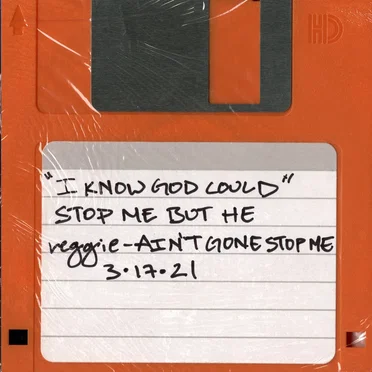 HD
"I KNOW GOD COULD"
STOP ME BUT HE
reggie-AIN'T GONE STOP ME
3.17.21